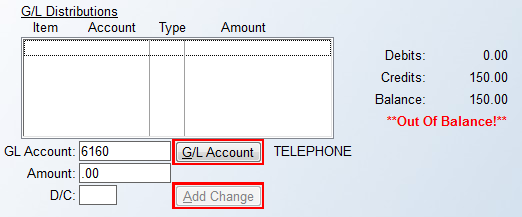 G/L Distributions
Item Account Type Amount
Debits: 0.00
Credits: 150.00
Balance: 150.00
**Out Of Balance!**
GL Account: 6160 G/L Account TELEPHONE
Amount: .00
D/C: Add Change